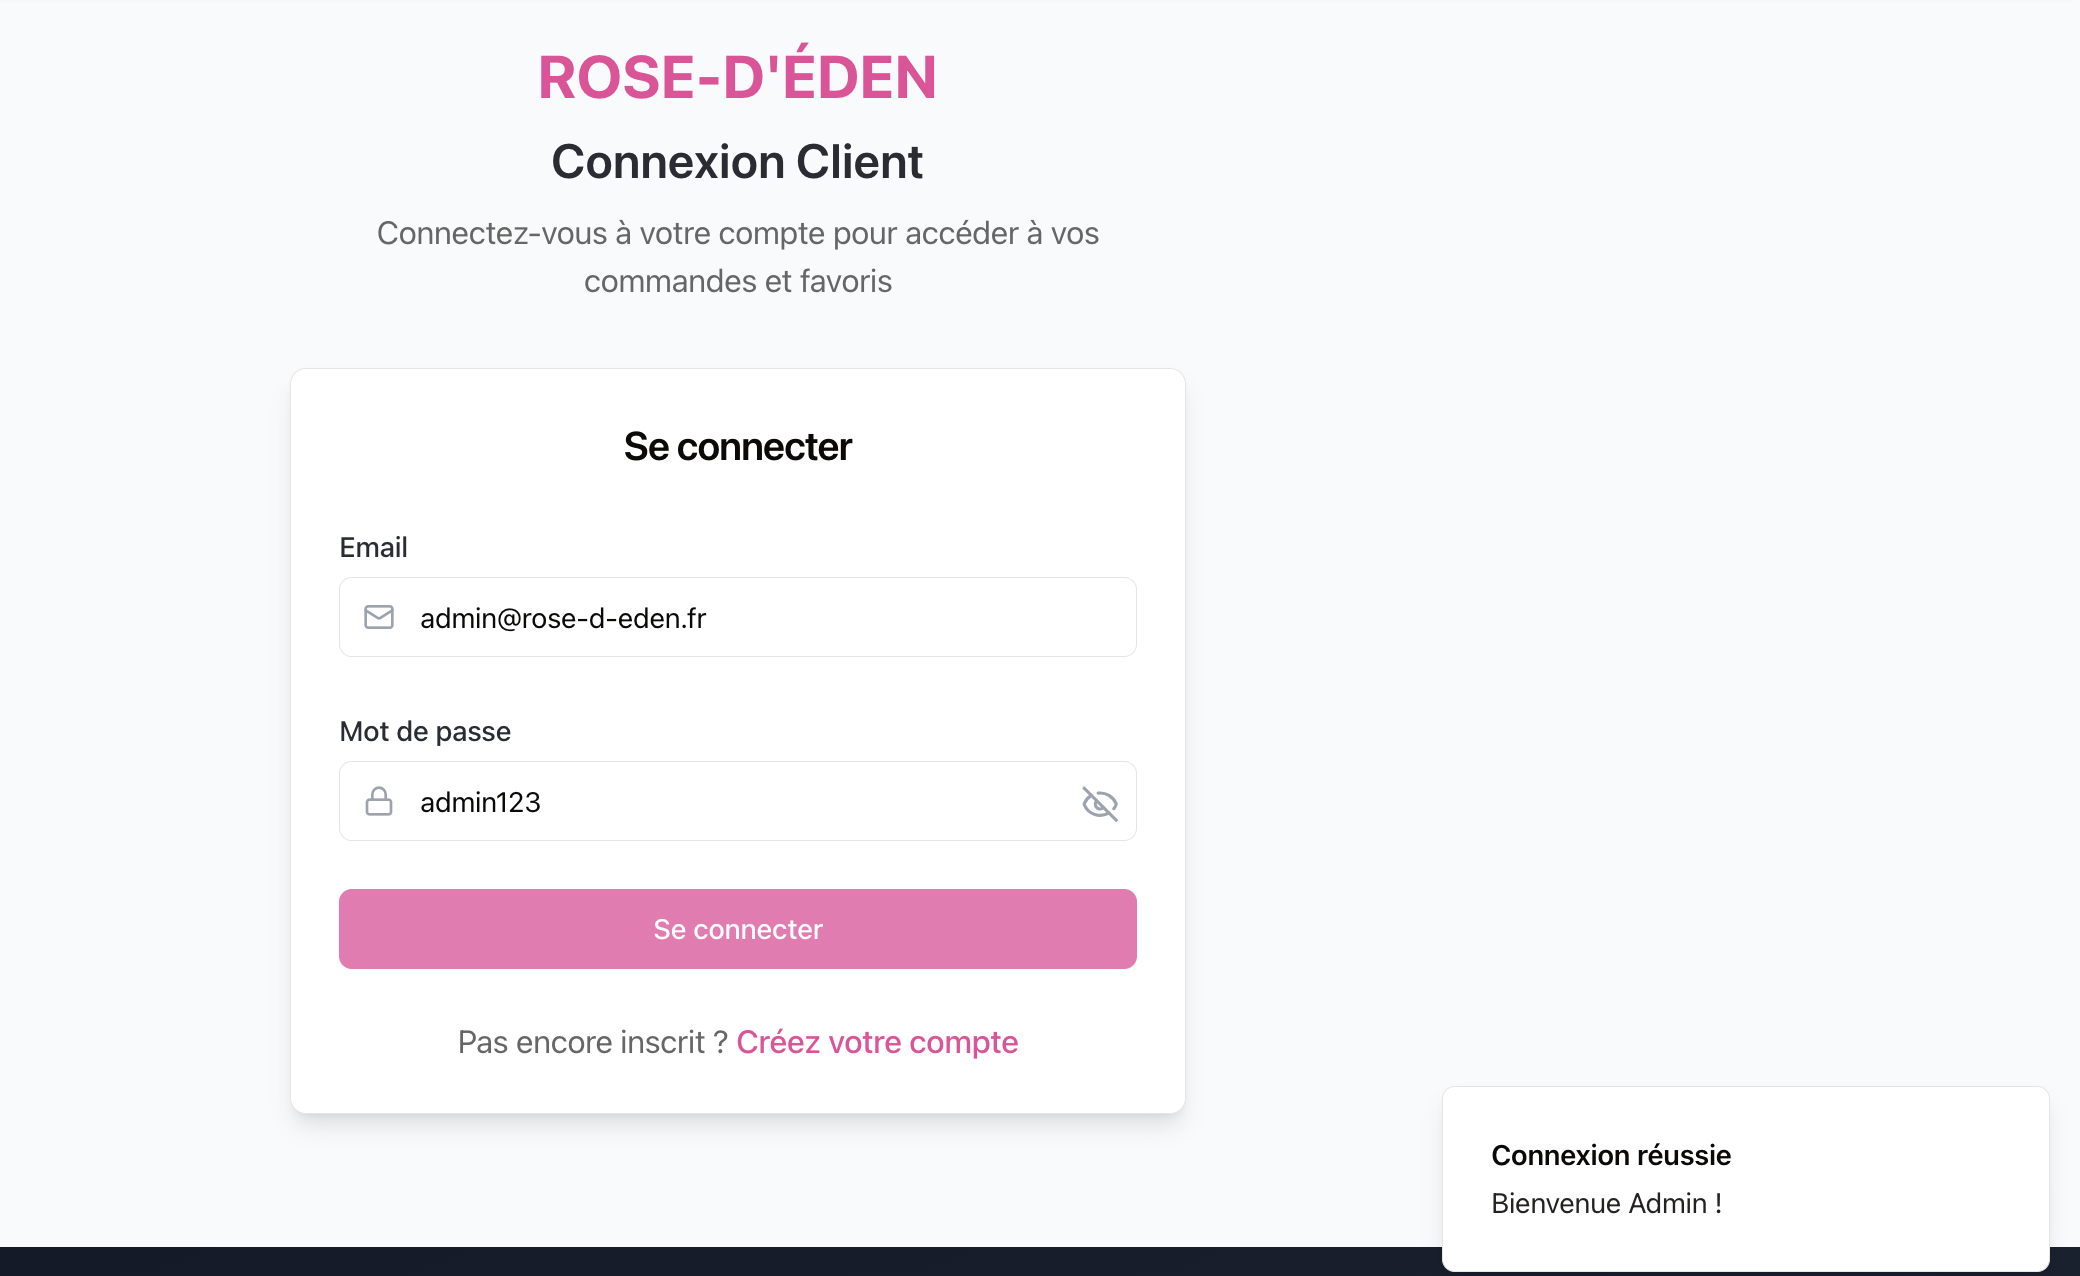 ROSE-D'ÉDEN
Connexion Client
Connectez-vous à votre compte pour accéder à vos
commandes et favoris
Se connecter
Email
admin@rose-d-eden.fr
Mot de passe
admin123
Se connecter
Pas encore inscrit ? Créez votre compte
Connexion réussie
Bienvenue Admin !